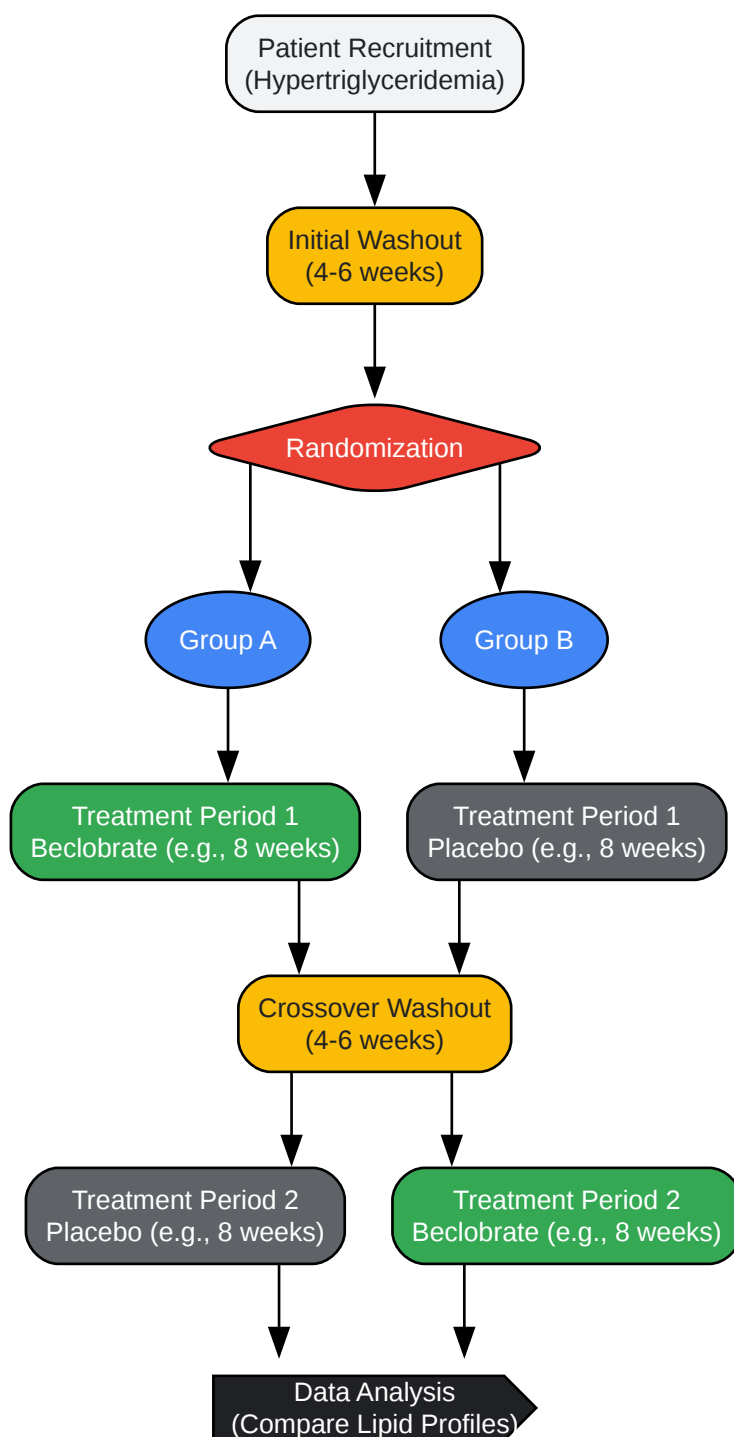 Patient Recruitment
(Hypertriglyceridemia)
Initial Washout
(4-6 weeks)
Randomization
Group A
Group B
Treatment Period 1
Beclobrate (e.g., 8 weeks)
Treatment Period 1
Placebo (e.g., 8 weeks)
Crossover Washout
(4-6 weeks)
Treatment Period 2
Placebo (e.g., 8 weeks)
Treatment Period 2
Beclobrate (e.g., 8 weeks)
Data Analysis
(Compare Lipid Profiles)